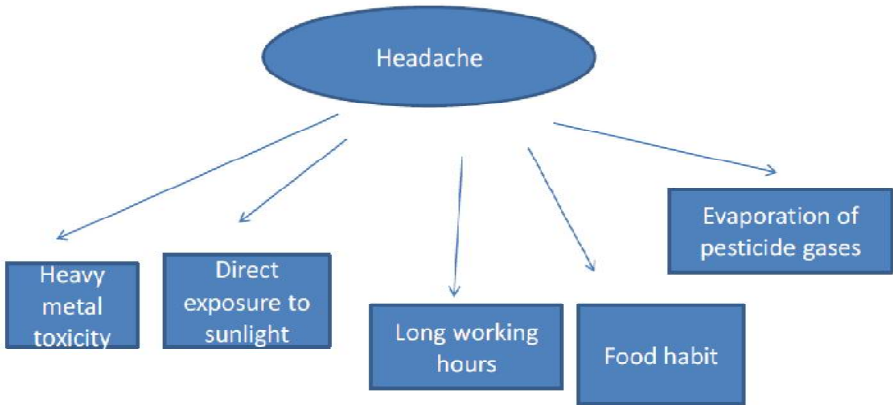 Headache
Heavy
metal
toxicity
Direct
exposure to
sunlight
Long working
hours
Food habit
Evaporation of
pesticide gases